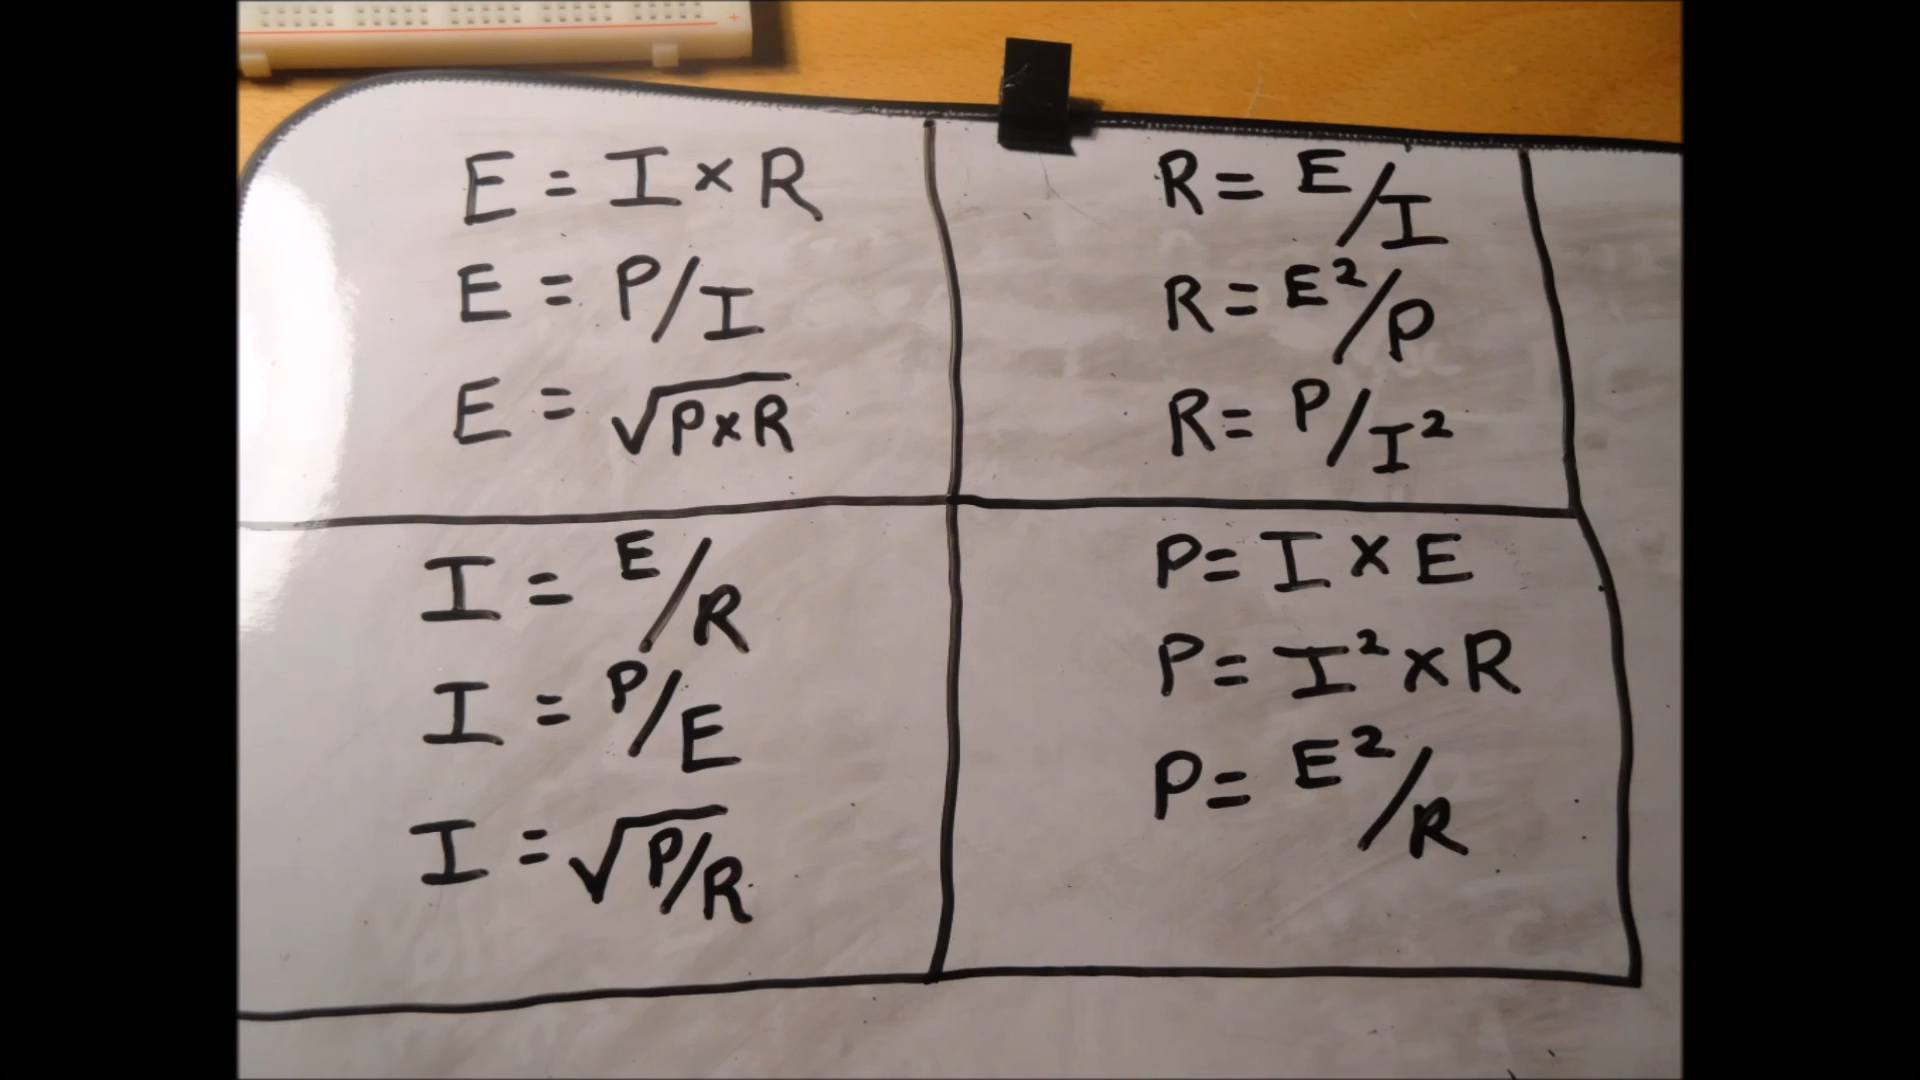 E = I × R
E = P/I
E = √P×R
R = E/I
R = E²/P
R = P/I²
I = E/R
I = P/E
I = √P/R
P = I × E
P = I² × R
P = E²/R